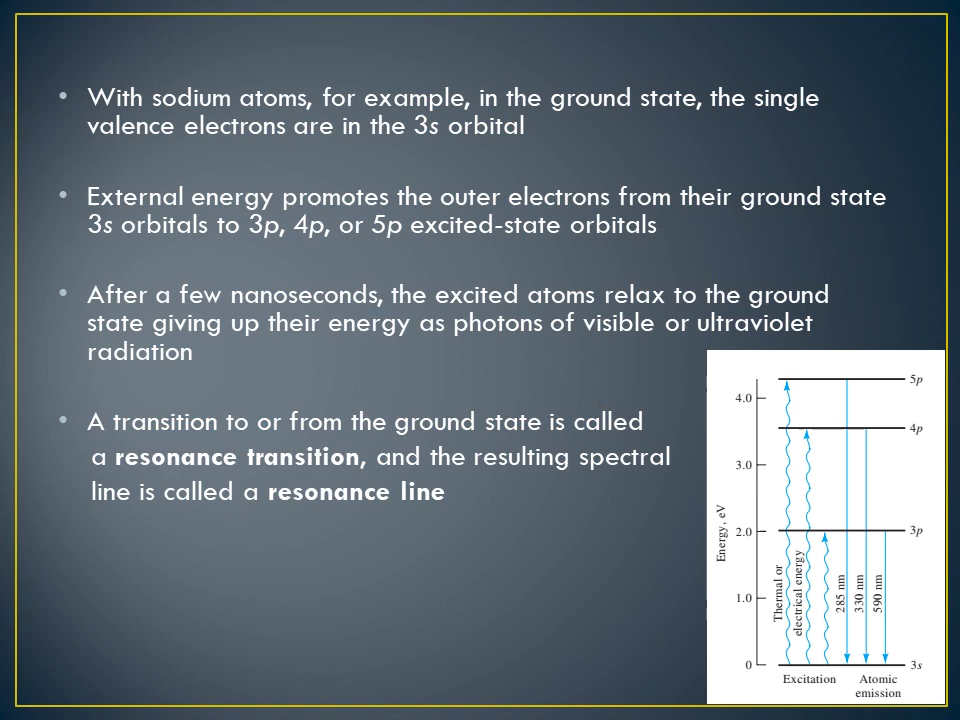 • With sodium atoms, for example, in the ground state, the single
valence electrons are in the 3s orbital
• External energy promotes the outer electrons from their ground state
3s orbitals to 3p, 4p, or 5p excited-state orbitals
• After a few nanoseconds, the excited atoms relax to the ground
state giving up their energy as photons of visible or ultraviolet
radiation
• A transition to or from the ground state is called
a resonance transition, and the resulting spectral
line is called a resonance line
5p
4.0
4p
3.0
Energy, eV
2.0
3p
Thermal or
electrical energy
285 nm
330 nm
590 nm
1.0
0
3s
Excitation
Atomic
emission